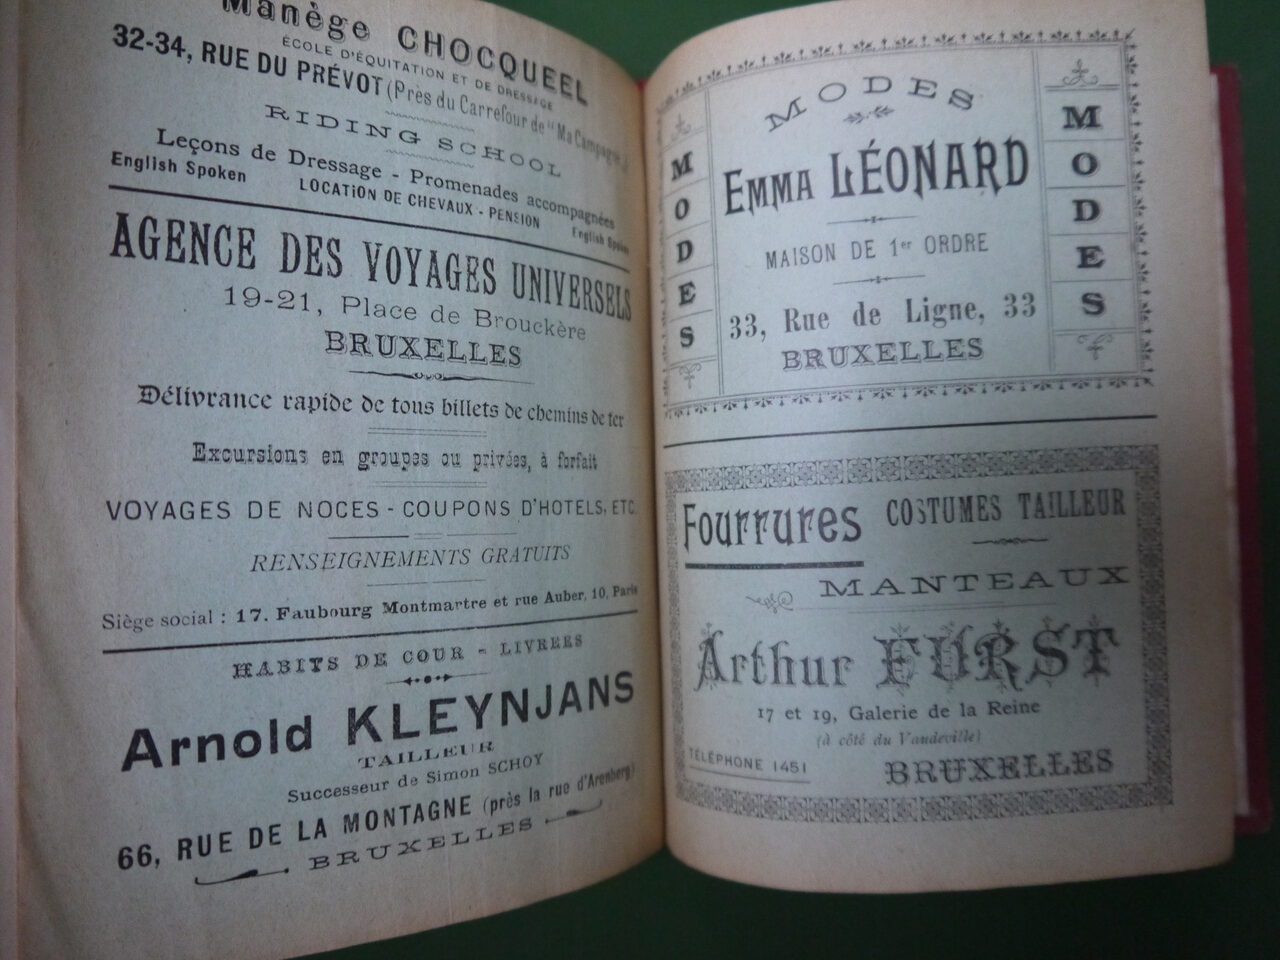 Manège CHOCQUEEL
ÉCOLE D'ÉQUITATION ET DE DRESSAGE
32-34, RUE DU PRÉVOT (Près du Carrefour de "Ma Campagne")
RIDING SCHOOL
Leçons de Dressage - Promenades accompagnées
English Spoken LOCATION DE CHEVAUX - PENSION English Spoken
AGENCE DES VOYAGES UNIVERSELS
19-21, Place de Brouckère
BRUXELLES
Délivrance rapide de tous billets de chemins de fer
Excursions en groupes ou privées, à forfait
VOYAGES DE NOCES - COUPONS D'HOTELS, ETC.
RENSEIGNEMENTS GRATUITS
Siège social : 17, Faubourg Montmartre et rue Auber, 10, Paris
HABITS DE COUR - LIVRÉES
Arnold KLEYNJANS
TAILLEUR
Successeur de Simon SCHOY
66, RUE DE LA MONTAGNE (près la rue d'Arenberg)
BRUXELLES
MODES
MODES
EMMA LÉONARD
MAISON DE 1er ORDRE
33, Rue de Ligne, 33
BRUXELLES
MODES
Fourrures COSTUMES TAILLEUR
MANTEAUX
Arthur FURST
17 et 19, Galerie de la Reine
(à côté du Vaudeville)
TÉLÉPHONE 1451 BRUXELLES